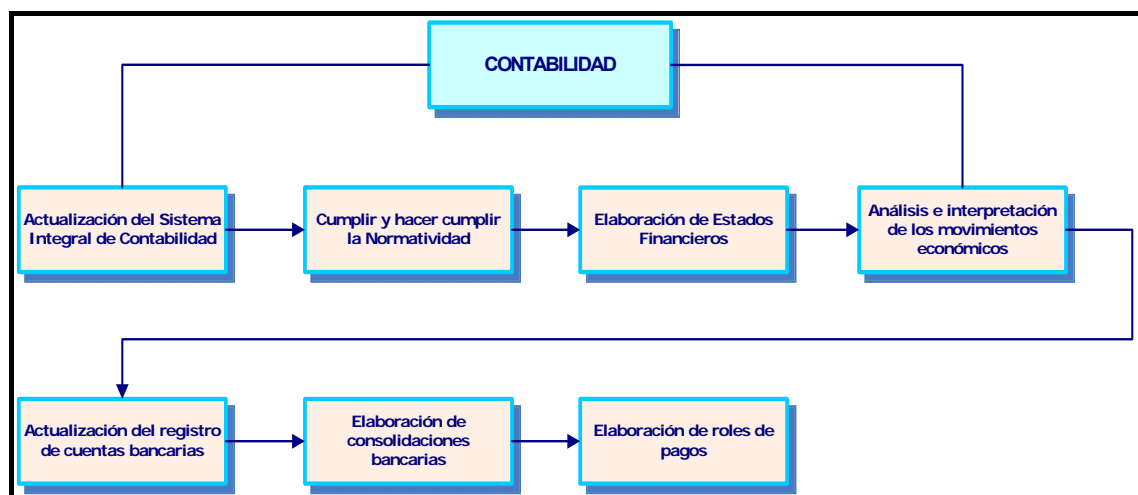 CONTABILIDAD
Actualización del Sistema
Integral de Contabilidad
Cumplir y hacer cumplir
la Normatividad
Elaboración de Estados
Financieros
Análisis e interpretación
de los movimientos
económicos
Actualización del registro
de cuentas bancarias
Elaboración de
consolidaciones
bancarias
Elaboración de roles de
pagos